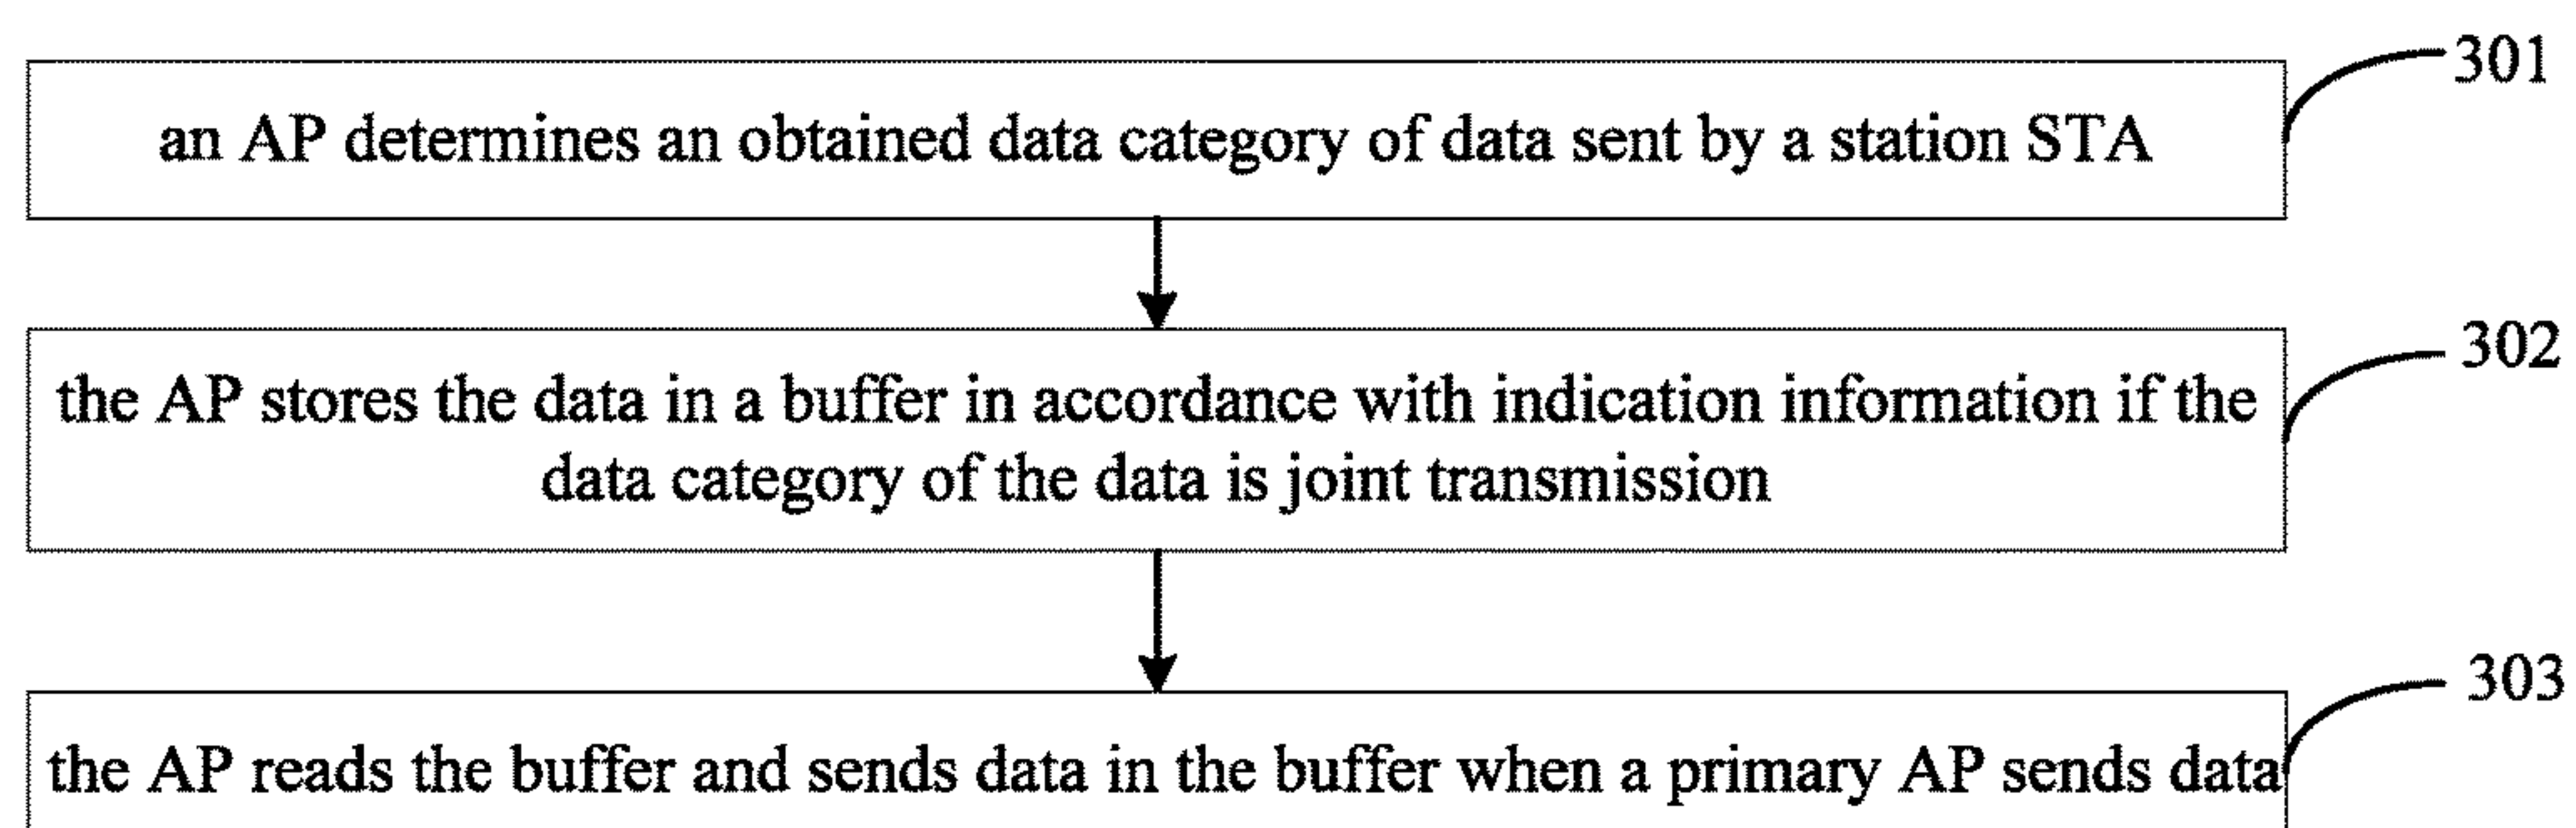 301
an AP determines an obtained data category of data sent by a station STA
302
the AP stores the data in a buffer in accordance with indication information if the
data category of the data is joint transmission
303
the AP reads the buffer and sends data in the buffer when a primary AP sends data